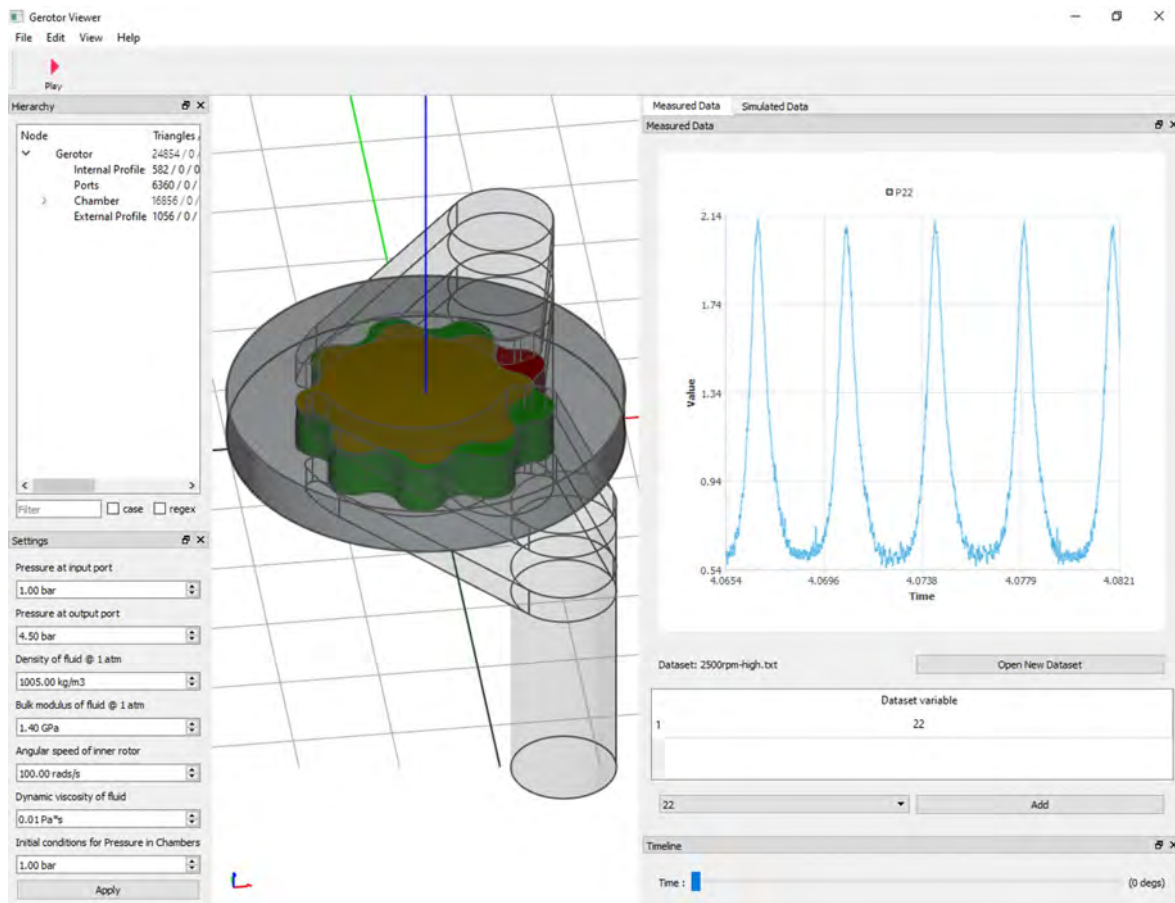 Gerotor Viewer
File Edit View Help
Play
Hierarchy
Node Triangles /
Gerotor 24854 / 0 /
Internal Profile 582 / 0 / 0
Ports 6360 / 0 /
Chamber 16856 / 0 /
External Profile 1056 / 0 /
Filter case regex
Settings
Pressure at input port
1.00 bar
Pressure at output port
4.50 bar
Density of fluid @ 1 atm
1005.00 kg/m3
Bulk modulus of fluid @ 1 atm
1.40 GPa
Angular speed of inner rotor
100.00 rads/s
Dynamic viscosity of fluid
0.01 Pa*s
Initial conditions for Pressure in Chambers
1.00 bar
Apply
Measured Data Simulated Data
Measured Data
P22
2.14
1.74
1.34
0.94
0.54
Value
4.0654 4.0696 4.0738 4.0779 4.0821
Time
Dataset: 2500rpm-high.txt Open New Dataset
Dataset variable
1 22
22 Add
Timeline
Time : (0 degs)